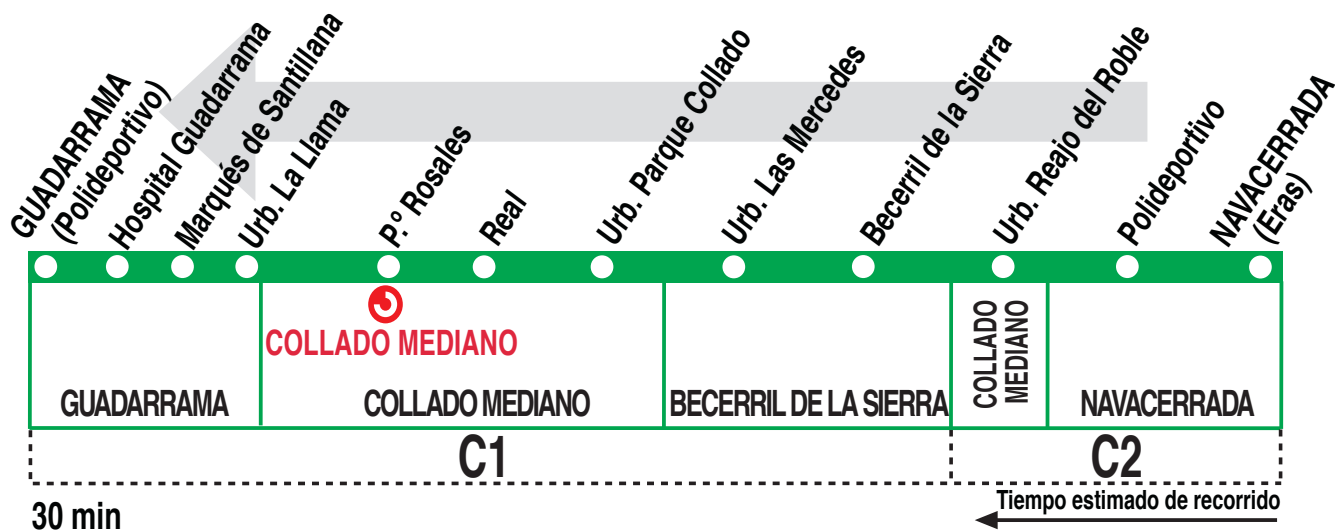 GUADARRAMA
(Polideportivo)
Hospital Guadarrama
Marqués de Santillana
Urb. La Llama
P.º Rosales
Real
Urb. Parque Collado
Urb. Las Mercedes
Becerril de la Sierra
Urb. Reajo del Roble
Polideportivo
NAVACERRADA
(Eras)
COLLADO MEDIANO
GUADARRAMA
COLLADO MEDIANO
BECERRIL DE LA SIERRA
COLLADO
MEDIANO
NAVACERRADA
C1
C2
30 min
Tiempo estimado de recorrido